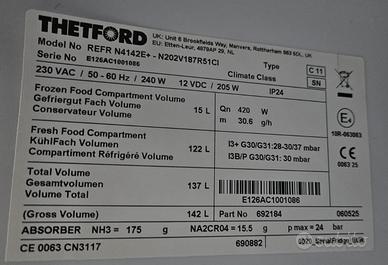 THETFORD
UK: Unit 6 Brookfields Way, Manvers, Rotherham S63 5DL, UK
EU: Etten-Leur, 4879AP 29, NL
Model No REFR N4142E+ - N202V187R51CI
Serie No E126AC1001086 Climate Class C 11
SN
230 VAC / 50 - 60 Hz / 240 W 12 VDC / 205 W IP24
Frozen Food Compartment Volume
Gefriergut Fach Volumen 15 L Qn 420 W
Conservateur Volume m 30.6 g/h
E4
Fresh Food Compartment
KühlFach Volumen 122 L
Compartiment Réfrigéré Volume
I3+ G30/G31:28-30/37 mbar
I3B/P G30/G31: 30 mbar
CE
0063 25
Total Volume
Gesamtvolumen 137 L
Volume Total
E126AC1001086
(Gross Volume) 142 L Part No 692184 060525
ABSORBER NH3 = 175 g NA2CR04 = 15.5 g p max = 24 bar
CE 0063 CN3117 690882